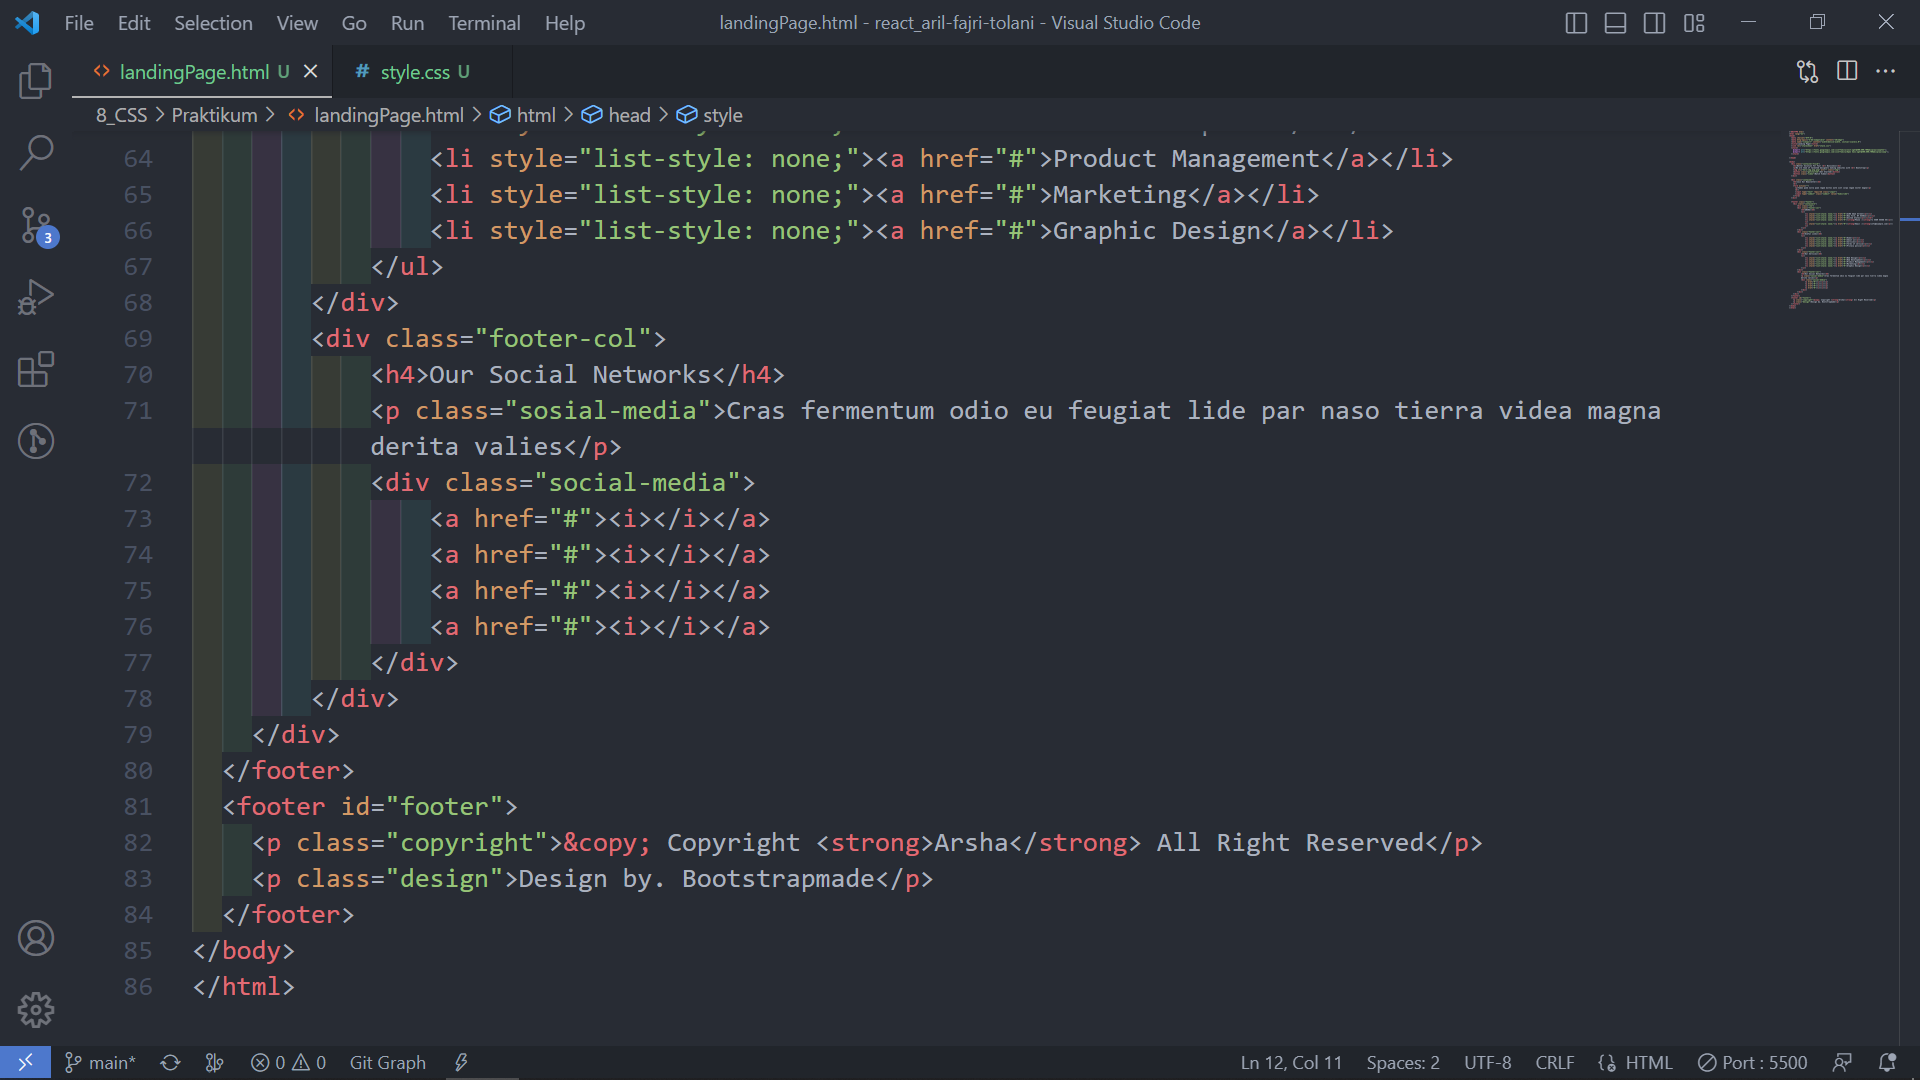 File Edit Selection View Go Run Terminal Help landingPage.html - react_aril-fajri-tolani - Visual Studio Code
landingPage.html U # style.css U
8_CSS > Praktikum > landingPage.html > html > head > style
3
64 <li style="list-style: none;"><a href="#">Product Management</a></li>
65 <li style="list-style: none;"><a href="#">Marketing</a></li>
66 <li style="list-style: none;"><a href="#">Graphic Design</a></li>
67 </ul>
68 </div>
69 <div class="footer-col">
70 <h4>Our Social Networks</h4>
71 <p class="sosial-media">Cras fermentum odio eu feugiat lide par naso tierra videa magna
derita valies</p>
72 <div class="social-media">
73 <a href="#"><i></i></a>
74 <a href="#"><i></i></a>
75 <a href="#"><i></i></a>
76 <a href="#"><i></i></a>
77 </div>
78 </div>
79 </div>
80 </footer>
81 <footer id="footer">
82 <p class="copyright">&copy; Copyright <strong>Arsha</strong> All Right Reserved</p>
83 <p class="design">Design by. Bootstrapmade</p>
84 </footer>
85 </body>
86 </html>
main* 0 0 Git Graph Ln 12, Col 11 Spaces: 2 UTF-8 CRLF HTML Port : 5500